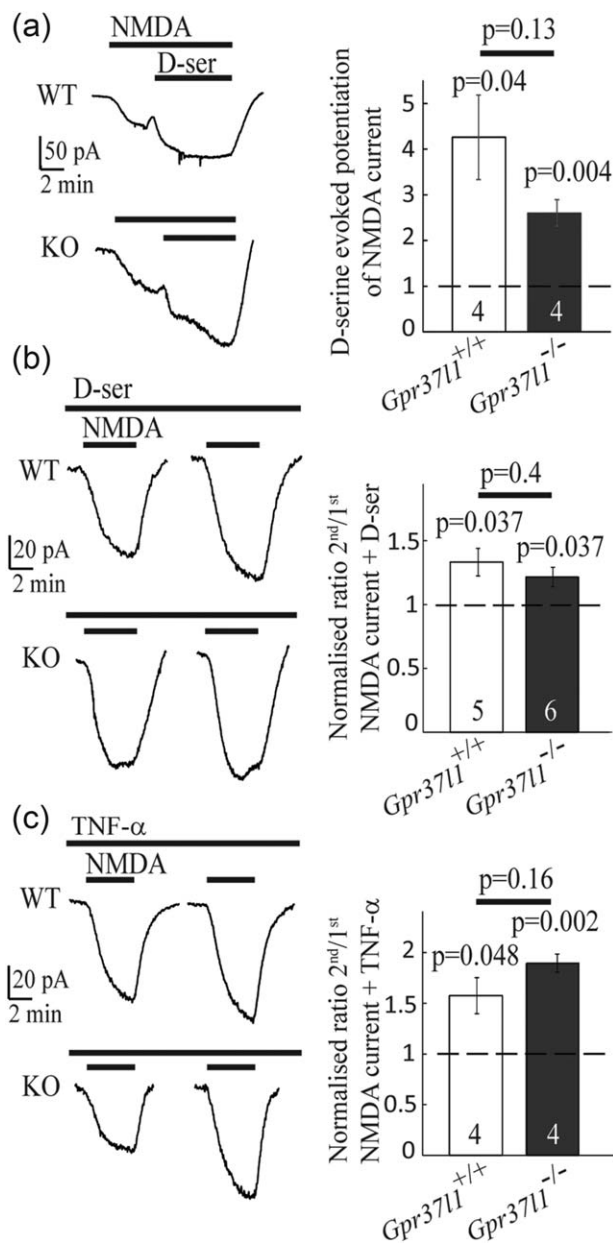 (a)
NMDA
D-ser
WT
50 pA
2 min
KO
p=0.13
p=0.04
p=0.004
D-serine evoked potentiation
of NMDA current
5
4
3
2
1
0
4
4
Gpr37l1+/+
Gpr37l1-/-
(b)
D-ser
NMDA
WT
20 pA
2 min
KO
p=0.4
p=0.037
p=0.037
Normalised ratio 2nd/1st
NMDA current + D-ser
1.5
1
0.5
0
5
6
Gpr37l1+/+
Gpr37l1-/-
(c)
TNF-α
NMDA
WT
20 pA
2 min
KO
p=0.16
p=0.048
p=0.002
Normalised ratio 2nd/1st
NMDA current + TNF-α
2
1.5
1
0.5
0
4
4
Gpr37l1+/+
Gpr37l1-/-